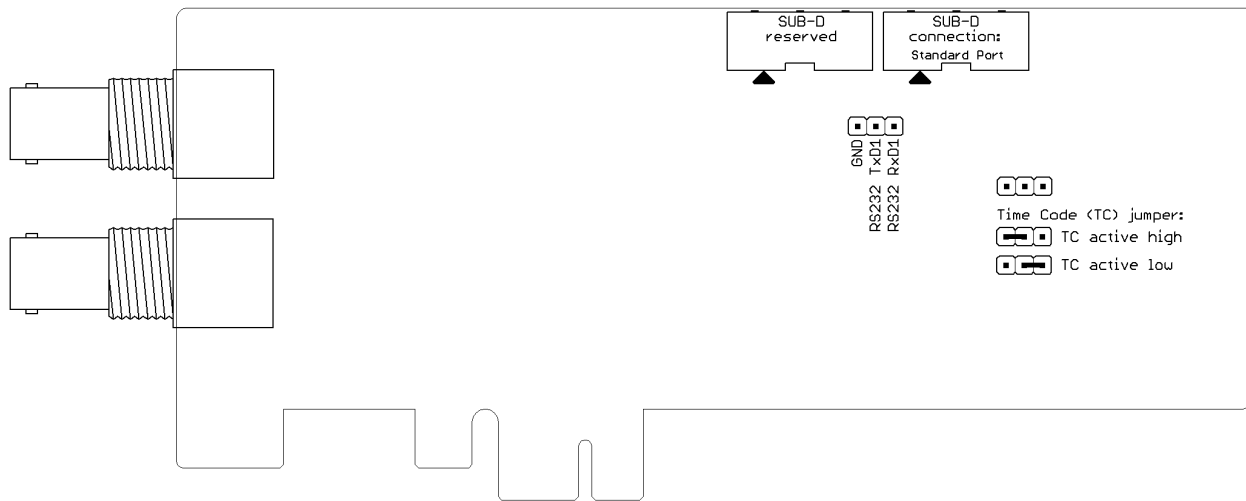 SUB-D
reserved
SUB-D
connection:
Standard Port
GND
RS232 TxD1
RS232 RxD1
Time Code (TC) jumper:
TC active high
TC active low